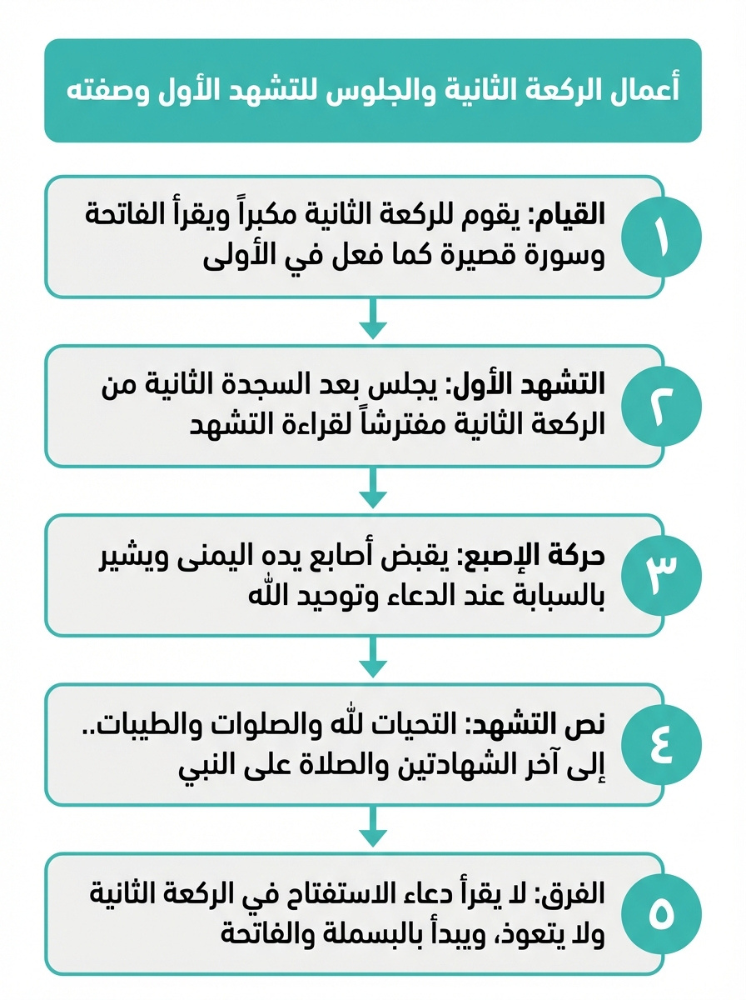 أعمال الركعة الثانية والجلوس للتشهد الأول وصفته
١
القيام: يقوم للركعة الثانية مكبراً ويقرأ الفاتحة
وسورة قصيرة كما فعل في الأولى
٢
التشهد الأول: يجلس بعد السجدة الثانية من
الركعة الثانية مفترشاً لقراءة التشهد
٣
حركة الإصبع: يقبض أصابع يده اليمنى ويشير
بالسبابة عند الدعاء وتوحيد الله
٤
نص التشهد: التحيات لله والصلوات والطيبات..
إلى آخر الشهادتين والصلاة على النبي
٥
الفرق: لا يقرأ دعاء الاستفتاح في الركعة الثانية
ولا يتعوذ، ويبدأ بالبسملة والفاتحة